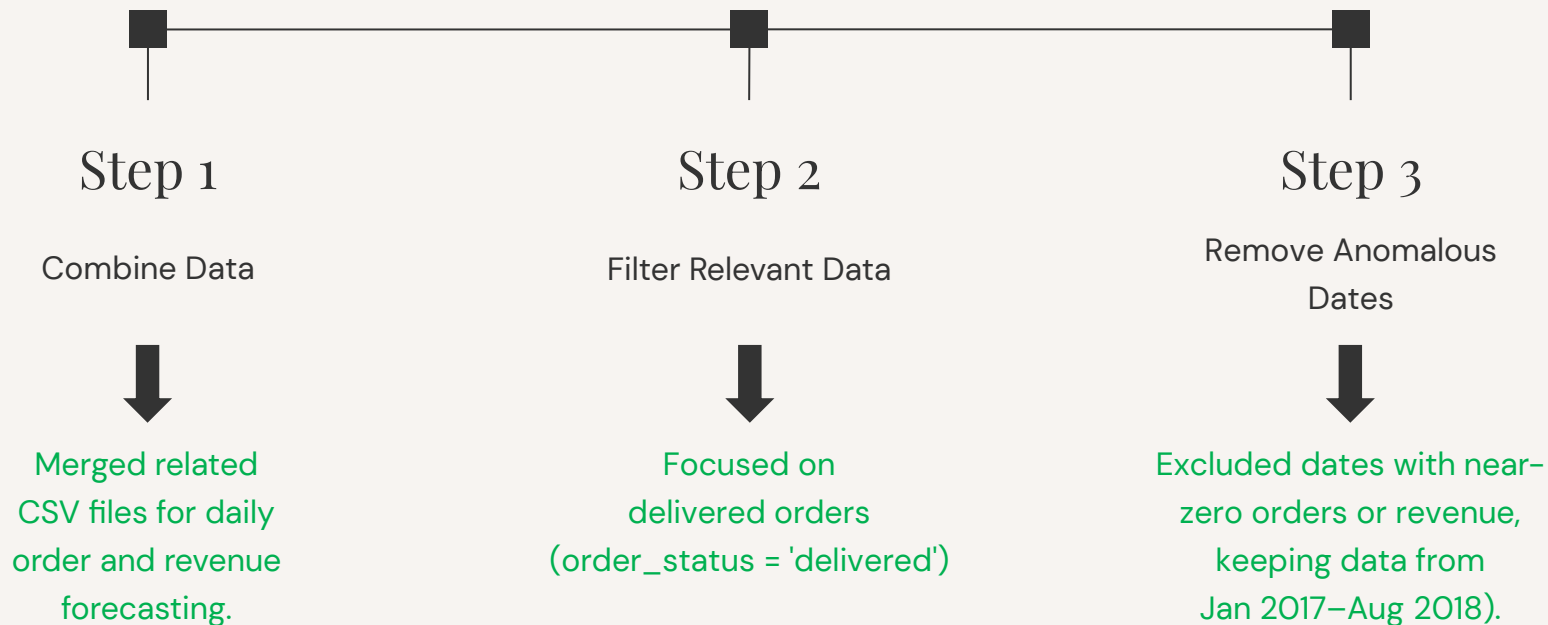 Step 1
Combine Data
Merged related
CSV files for daily
order and revenue
forecasting.
Step 2
Filter Relevant Data
Focused on
delivered orders
(order_status = 'delivered')
Step 3
Remove Anomalous
Dates
Excluded dates with near-
zero orders or revenue,
keeping data from
Jan 2017–Aug 2018).